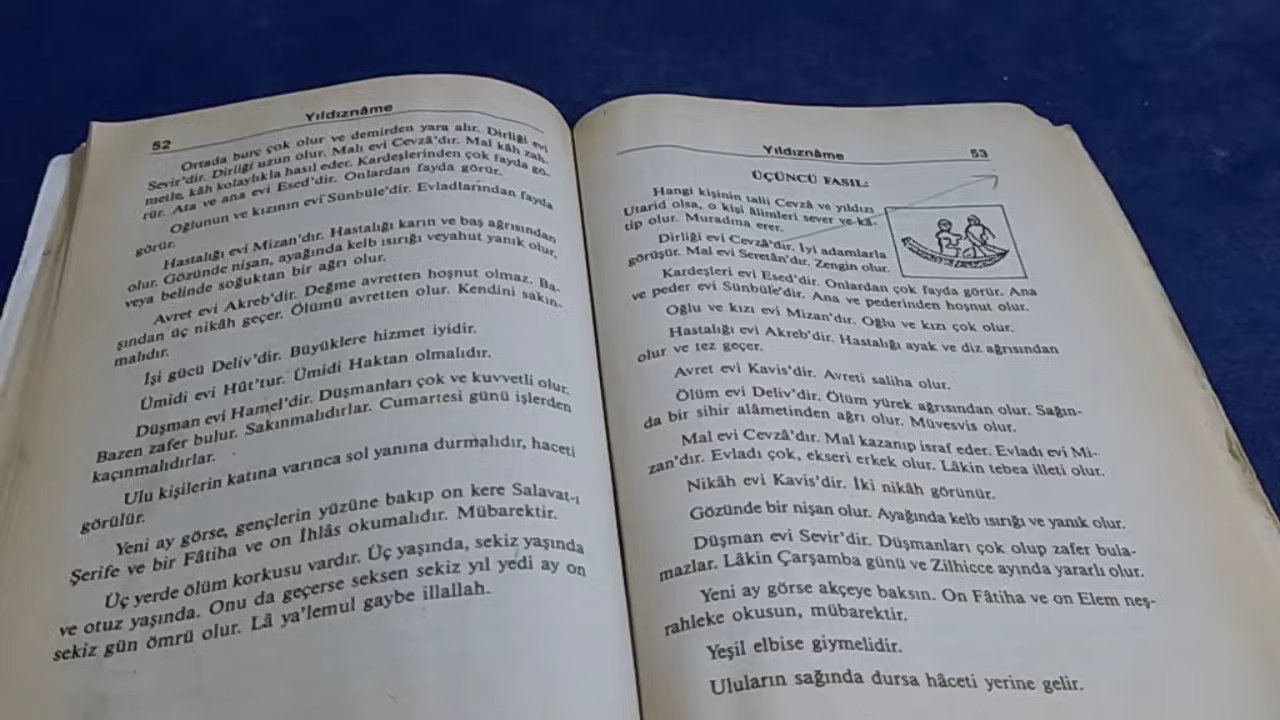 Yıldıznâme
52
Ortada burç çok olur ve demirden yara alır. Dirliği evi
Sevir'dir. Dirliği uzun olur. Malı evi Cevzâ'dır. Mal kâh zah-
metle, kâh kolaylıkla hasıl eder. Kardeşlerinden çok fayda gö-
rür. Ata ve ana evi Esed'dir. Onlardan fayda görür.
Oğlunun ve kızının evi Sünbüle'dir. Evladlarından fayda
görür.
Hastalığı evi Mizan'dır. Hastalığı karın ve baş ağrısından
olur. Gözünde nişan, ayağında kelb ısırığı veyahut yanık olur,
veya belinde soğuktan bir ağrı olur.
Avret evi Akreb'dir. Değme avretten hoşnut olmaz. Ba-
şından üç nikâh geçer. Ölümü avretten olur. Kendini sakın-
malıdır.
İşi gücü Deliv'dir. Büyüklere hizmet iyidir.
Ümidi evi Hût'tur. Ümidi Haktan olmalıdır.
Düşman evi Hamel'dir. Düşmanları çok ve kuvvetli olur.
Bazen zafer bulur. Sakınmalıdırlar. Cumartesi günü işlerden
kaçınmalıdırlar.
Ulu kişilerin katına varınca sol yanına durmalıdır, haceti
görülür.
Yeni ay görse, gençlerin yüzüne bakıp on kere Salavat-ı
Şerife ve bir Fâtiha ve on İhlâs okumalıdır. Mübarektir.
Üç yerde ölüm korkusu vardır. Üç yaşında, sekiz yaşında
ve otuz yaşında. Onu da geçerse seksen sekiz yıl yedi ay on
sekiz gün ömrü olur. Lâ ya'lemul gaybe illallah.
Yıldıznâme
53
ÜÇÜNCÜ FASIL:
Hangi kişinin talii Cevzâ ve yıldızı
Utarid olsa, o kişi âlimleri sever ve kâ-
tip olur. Muradına erer.
Dirliği evi Cevzâ'dır. İyi adamlarla
görüşür. Mal evi Seretân'dır. Zengin olur.
Kardeşleri evi Esed'dir. Onlardan çok fayda görür. Ana
ve peder evi Sünbüle'dir. Ana ve pederinden hoşnut olur.
Oğlu ve kızı evi Mizan'dır. Oğlu ve kızı çok olur.
Hastalığı evi Akreb'dir. Hastalığı ayak ve diz ağrısından
olur ve tez geçer.
Avret evi Kavis'dir. Avreti saliha olur.
Ölüm evi Deliv'dir. Ölüm yürek ağrısından olur. Sağın-
da bir sihir alâmetinden ağrı olur. Müvesvis olur.
Mal evi Cevzâ'dır. Mal kazanıp israf eder. Evladı evi Mi-
zan'dır. Evladı çok, ekseri erkek olur. Lâkin tebea illeti olur.
Nikâh evi Kavis'dir. İki nikâh görünür.
Gözünde bir nişan olur. Ayağında kelb ısırığı ve yanık olur.
Düşman evi Sevir'dir. Düşmanları çok olup zafer bula-
mazlar. Lâkin Çarşamba günü ve Zilhicce ayında yararlı olur.
Yeni ay görse akçeye baksın. On Fâtiha ve on Elem neş-
rahleke okusun, mübarektir.
Yeşil elbise giymelidir.
Uluların sağında dursa hâceti yerine gelir.